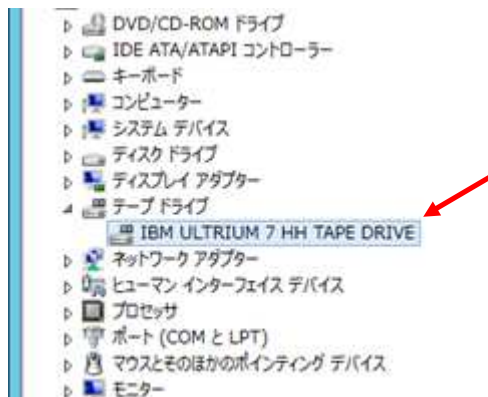 DVD/CD-ROM ドライブ
IDE ATA/ATAPI コントローラー
キーボード
コンピューター
システム デバイス
ディスク ドライブ
ディスプレイ アダプター
テープ ドライブ
IBM ULTRIUM 7 HH TAPE DRIVE
ネットワーク アダプター
ヒューマン インターフェイス デバイス
プロセッサ
ポート (COM と LPT)
マウスとそのほかのポインティング デバイス
モニター